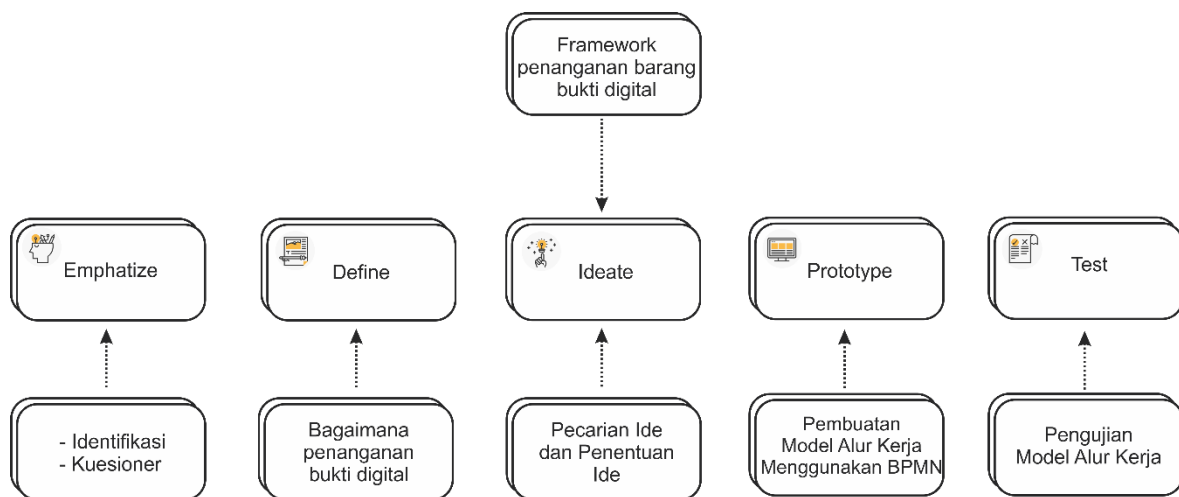 Framework
penanganan barang
bukti digital
Emphatize
Define
Ideate
Prototype
Test
- Identifikasi
- Kuesioner
Bagaimana
penanganan
bukti digital
Pecarian Ide
dan Penentuan
Ide
Pembuatan
Model Alur Kerja
Menggunakan BPMN
Pengujian
Model Alur Kerja